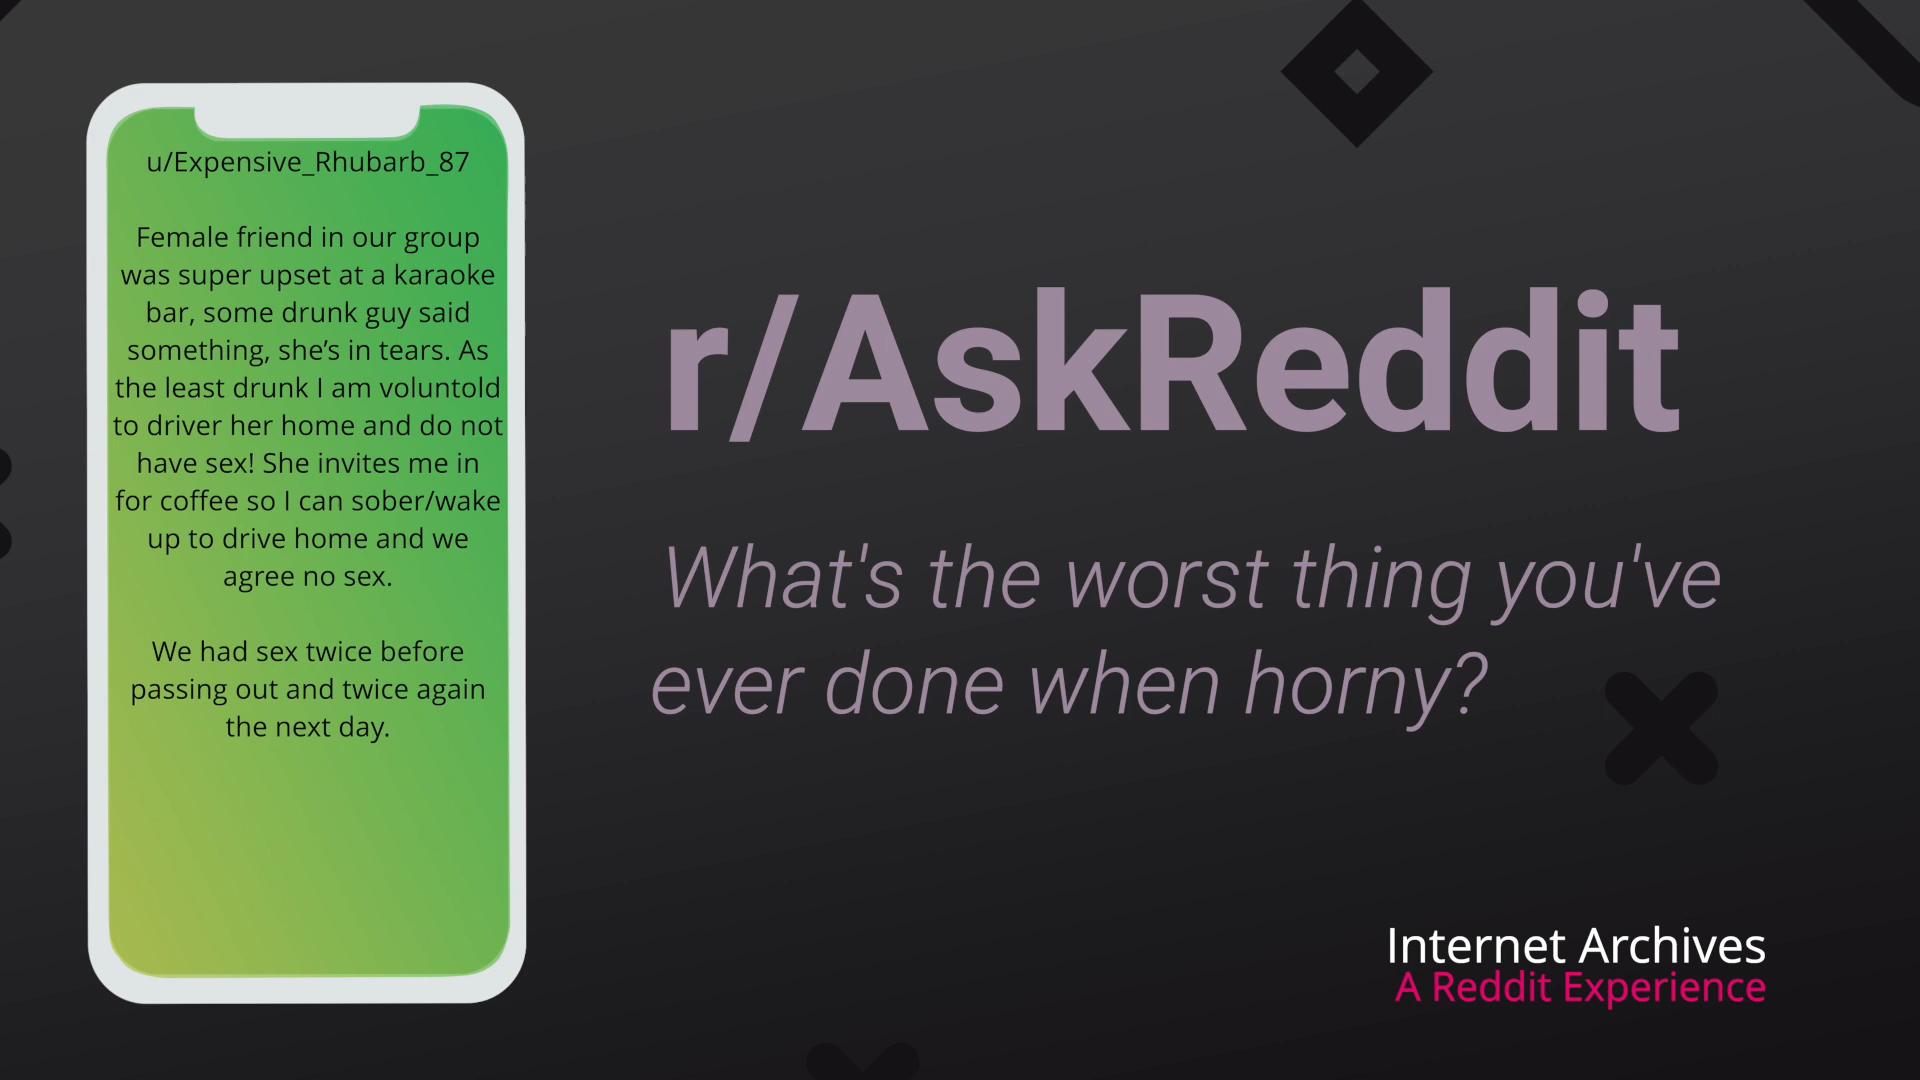 u/Expensive_Rhubarb_87
Female friend in our group
was super upset at a karaoke
bar, some drunk guy said
something, she’s in tears. As
the least drunk I am voluntold
to driver her home and do not
have sex! She invites me in
for coffee so I can sober/wake
up to drive home and we
agree no sex.
We had sex twice before
passing out and twice again
the next day.
r/AskReddit
What's the worst thing you've
ever done when horny?
Internet Archives
A Reddit Experience